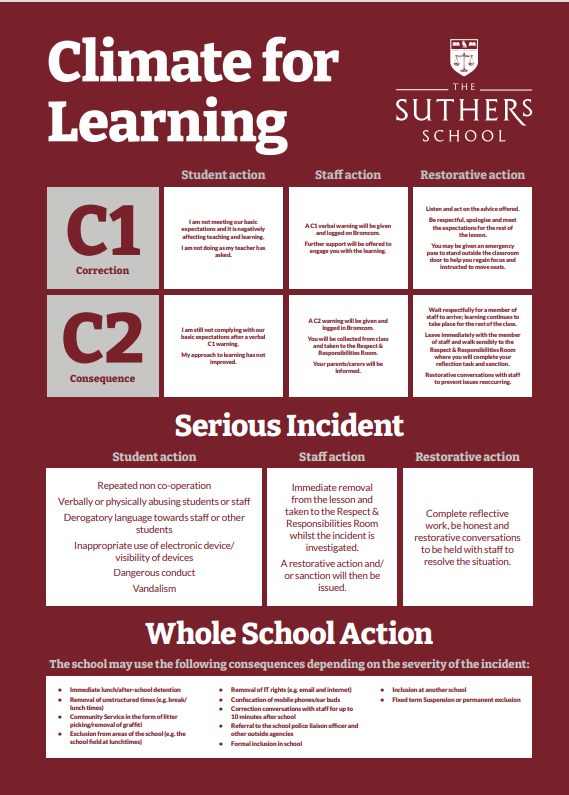 Climate for
Learning
THE
SUTHERS
SCHOOL
Student action
Staff action
Restorative action
C1
Correction
I am not meeting our basic
expectations and it is negatively
affecting teaching and learning.
I am not doing as my teacher has
asked.
A C1 verbal warning will be given
and logged on Bromcom.
Further support will be offered to
engage you with the learning.
Listen and act on the advice offered.
Be respectful, apologise and meet
the expectations for the rest of
the lesson.
You may be given an emergency
pass to stand outside the classroom
door to help you regain focus and
instructed to move seats.
C2
Consequence
I am still not complying with our
basic expectations after a verbal
C1 warning.
My approach to learning has not
improved.
A C2 warning will be given and
logged in Bromcom.
You will be collected from class
and taken to the Respect &
Responsibilities Room.
Your parents/carers will be
informed.
Wait respectfully for a member of
staff to arrive; learning continues to
take place for the rest of the class.
Leave immediately with the member
of staff and walk sensibly to the
Respect & Responsibilities Room
where you will complete your
reflection task and sanction.
Restorative conversations with staff
to prevent issues reoccurring.
Serious Incident
Student action
Staff action
Restorative action
Repeated non co-operation
Verbally or physically abusing students or staff
Derogatory language towards staff or other
students
Inappropriate use of electronic device/
visibility of devices
Dangerous conduct
Vandalism
Immediate removal
from the lesson and
taken to the Respect &
Responsibilities Room
whilst the incident is
investigated.
A restorative action and/
or sanction will then be
issued.
Complete reflective
work, be honest and
restorative conversations
to be held with staff to
resolve the situation.
Whole School Action
The school may use the following consequences depending on the severity of the incident:
• Immediate lunch/after-school detention
• Removal of unstructured times (e.g. break/
lunch times)
• Community Service in the form of litter
picking/removal of graffiti
• Exclusion from areas of the school (e.g. the
school field at lunchtimes)
• Removal of IT rights (e.g. email and internet)
• Confiscation of mobile phones/ear buds
• Correction conversations with staff for up to
10 minutes after school
• Referral to the school police liaison officer and
other outside agencies
• Formal inclusion in school
• Inclusion at another school
• Fixed term Suspension or permanent exclusion